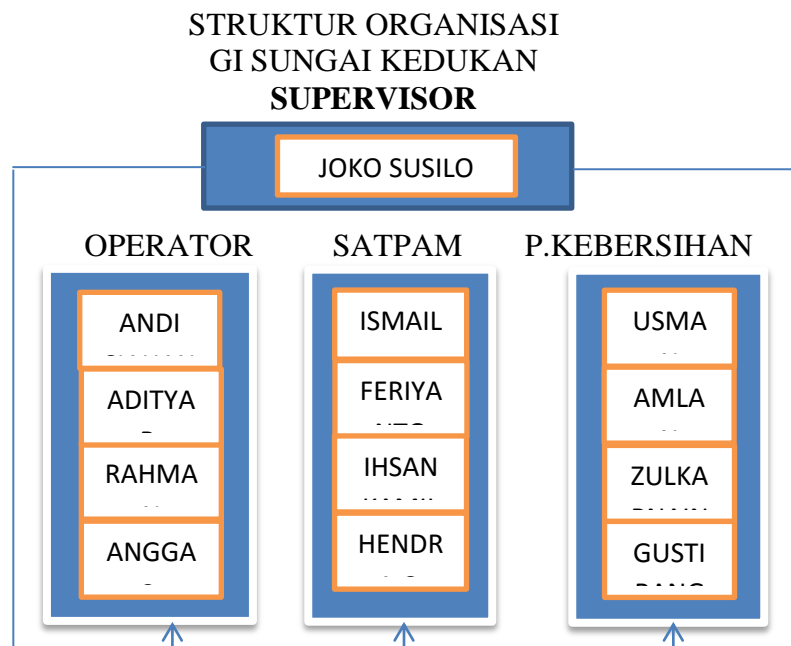 STRUKTUR ORGANISASI
GI SUNGAI KEDUKAN
SUPERVISOR
JOKO SUSILO
OPERATOR SATPAM P.KEBERSIHAN
ANDI
ADITYA
RAHMA
ANGGA
ISMAIL
FERIYA
IHSAN
HENDR
USMA
AMLA
ZULKA
GUSTI